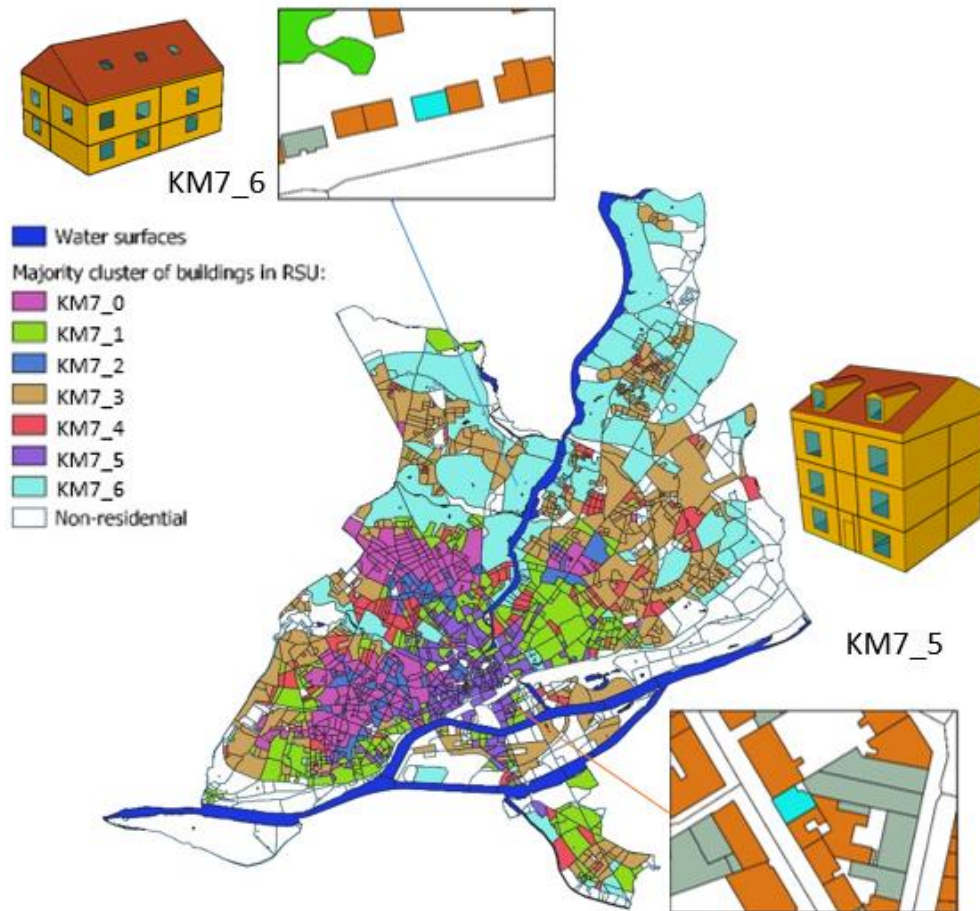 KM7_6
Water surfaces
Majority cluster of buildings in RSU:
KM7_0
KM7_1
KM7_2
KM7_3
KM7_4
KM7_5
KM7_6
Non-residential
KM7_5